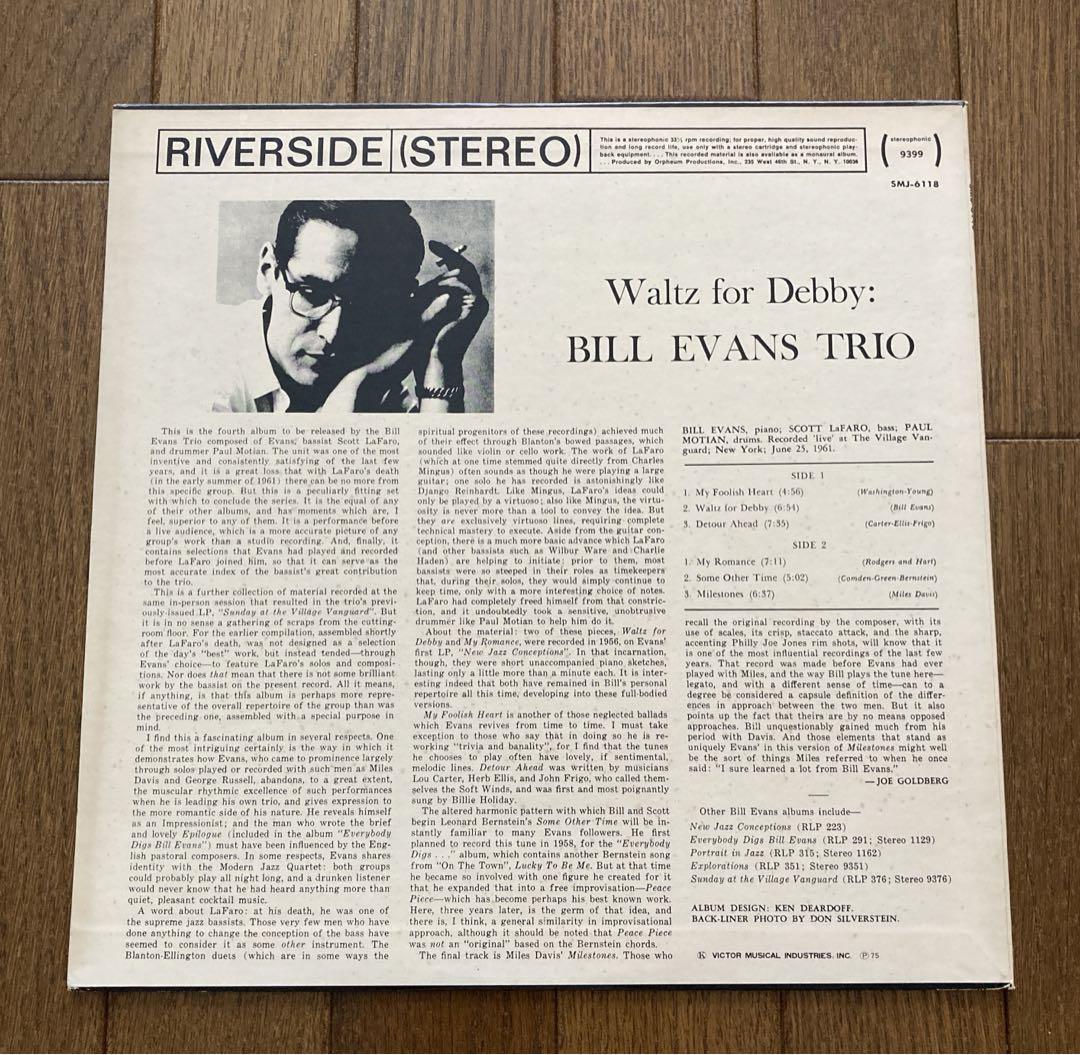 RIVERSIDE (STEREO)
This is a stereophonic 33⅓ rpm recording; for proper, high quality sound reproduc-
tion and long record life, use only with a stereo cartridge and stereophonic play-
back equipment. . . . This recorded material is also available as a monaural album.
. . . Produced by Orpheum Productions, Inc., 235 West 46th St., N. Y., N. Y. 10036
(stereophonic
9399)
SMJ-6118
Waltz for Debby:
BILL EVANS TRIO
This is the fourth album to be released by the Bill
Evans Trio composed of Evans, bassist Scott LaFaro,
and drummer Paul Motian. The unit was one of the most
inventive and consistently satisfying of the last few
years, and it is a great loss that with LaFaro's death
(in the early summer of 1961) there can be no more from
this specific group. But this is a peculiarly fitting set
with which to conclude the series. It is the equal of any
of their other albums, and has moments which are, I
feel, superior to any of them. It is a performance before
a live audience, which is a more accurate picture of any
group's work than a studio recording. And, finally, it
contains selections that Evans had played and recorded
before LaFaro joined him, so that it can serve as the
most accurate index of the bassist's great contribution
to the trio.
This is a further collection of material recorded at the
same in-person session that resulted in the trio's previ-
ously-issued LP, "Sunday at the Village Vanguard". But
it is in no sense a gathering of scraps from the cutting-
room floor. For the earlier compilation, assembled shortly
after LaFaro's death, was not designed as a selection
of the day's "best" work, but instead tended—through
Evans' choice—to feature LaFaro's solos and composi-
tions. Nor does that mean that there is not some brilliant
work by the bassist on the present record. All it means,
if anything, is that this album is perhaps more repre-
sentative of the overall repertoire of the group than was
the preceding one, assembled with a special purpose in
mind.
I find this a fascinating album in several respects. One
of the most intriguing certainly is the way in which it
demonstrates how Evans, who came to prominence largely
through solos played or recorded with such men as Miles
Davis and George Russell, abandons, to a great extent,
the muscular rhythmic excellence of such performances
when he is leading his own trio, and gives expression to
the more romantic side of his nature. He reveals himself
as an Impressionist; and the man who wrote the brief
and lovely Epilogue (included in the album "Everybody
Digs Bill Evans") must have been influenced by the Eng-
lish pastoral composers. In some respects, Evans shares
identity with the Modern Jazz Quartet: both groups
could probably play all night long, and a drunken listener
would never know that he had heard anything more than
quiet, pleasant cocktail music.
A word about LaFaro: at his death, he was one of
the supreme jazz bassists. Those very few men who have
done anything to change the conception of the bass have
seemed to consider it as some other instrument. The
Blanton-Ellington duets (which are in some ways the
spiritual progenitors of these recordings) achieved much
of their effect through Blanton's bowed passages, which
sounded like violin or cello work. The work of LaFaro
(which at one time stemmed quite directly from Charles
Mingus) often sounds as though he were playing a large
guitar; one solo he has recorded is astonishingly like
Django Reinhardt. Like Mingus, LaFaro's ideas could
only be played by a virtuoso; also like Mingus, the virtu-
osity is never more than a tool to convey the idea. But
they are exclusively virtuoso lines, requiring complete
technical mastery to execute. Aside from the guitar con-
ception, there is a much more basic advance which LaFaro
(and other bassists such as Wilbur Ware and Charlie
Haden) are helping to initiate; prior to them, most
bassists were so steeped in their roles as timekeepers
that, during their solos, they would simply continue to
keep time, only with a more interesting choice of notes.
LaFaro had completely freed himself from that constric-
tion, and it undoubtedly took a sensitive, unobtrusive
drummer like Paul Motian to help him do it.
About the material: two of these pieces, Waltz for
Debby and My Romance, were recorded in 1956, on Evans'
first LP, "New Jazz Conceptions". In that incarnation,
though, they were short unaccompanied piano sketches,
lasting only a little more than a minute each. It is inter-
esting indeed that both have remained in Bill's personal
repertoire all this time, developing into these full-bodied
versions.
My Foolish Heart is another of those neglected ballads
which Evans revives from time to time. I must take
exception to those who say that in doing so he is re-
working "trivia and banality", for I find that the tunes
he chooses to play often have lovely, if sentimental,
melodic lines. Detour Ahead was written by musicians
Lou Carter, Herb Ellis, and John Frigo, who called them-
selves the Soft Winds, and was first and most poignantly
sung by Billie Holiday.
The altered harmonic pattern with which Bill and Scott
begin Leonard Bernstein's Some Other Time will be in-
stantly familiar to many Evans followers. He first
planned to record this tune in 1958, for the "Everybody
Digs . . ." album, which contains another Bernstein song
from "On The Town", Lucky To Be Me. But at that time
he became so involved with one figure he created for it
that he expanded that into a free improvisation—Peace
Piece—which has become perhaps his best known work.
Here, three years later, is the germ of that idea, and
there is, I think, a general similarity in improvisational
approach, although it should be noted that Peace Piece
was not an "original" based on the Bernstein chords.
The final track is Miles Davis' Milestones. Those who
BILL EVANS, piano; SCOTT LaFARO, bass; PAUL
MOTIAN, drums. Recorded 'live' at The Village Van-
guard; New York; June 25, 1961.
SIDE 1
1. My Foolish Heart (4:56) (Washington-Young)
2. Waltz for Debby (6:54) (Bill Evans)
3. Detour Ahead (7:35) (Carter-Ellis-Frigo)
SIDE 2
1. My Romance (7:11) (Rodgers and Hart)
2. Some Other Time (5:02) (Comden-Green-Bernstein)
3. Milestones (6:37) (Miles Davis)
recall the original recording by the composer, with its
use of scales, its crisp, staccato attack, and the sharp,
accenting Philly Joe Jones rim shots, will know that it
is one of the most influential recordings of the last few
years. That record was made before Evans had ever
played with Miles, and the way Bill plays the tune here—
legato, and with a different sense of time—can to a
degree be considered a capsule definition of the differ-
ences in approach between the two men. But it also
points up the fact that theirs are by no means opposed
approaches. Bill unquestionably gained much from his
period with Davis. And those elements that stand as
uniquely Evans' in this version of Milestones might well
be the sort of things Miles referred to when he once
said: "I sure learned a lot from Bill Evans."
—JOE GOLDBERG
Other Bill Evans albums include—
New Jazz Conceptions (RLP 223)
Everybody Digs Bill Evans (RLP 291; Stereo 1129)
Portrait in Jazz (RLP 315; Stereo 1162)
Explorations (RLP 351; Stereo 9351)
Sunday at the Village Vanguard (RLP 376; Stereo 9376)
ALBUM DESIGN: KEN DEARDOFF.
BACK-LINER PHOTO BY DON SILVERSTEIN.
Ⓚ VICTOR MUSICAL INDUSTRIES, INC. Ⓟ 75